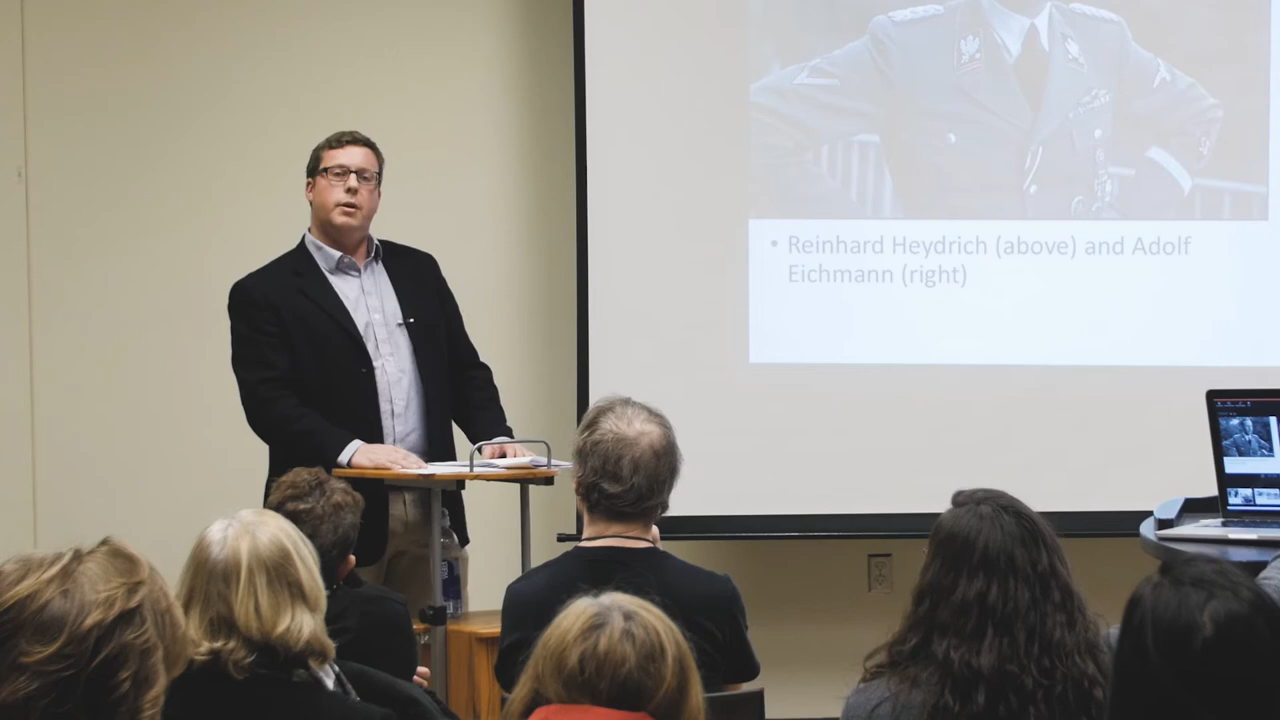 • Reinhard Heydrich (above) and Adolf
Eichmann (right)